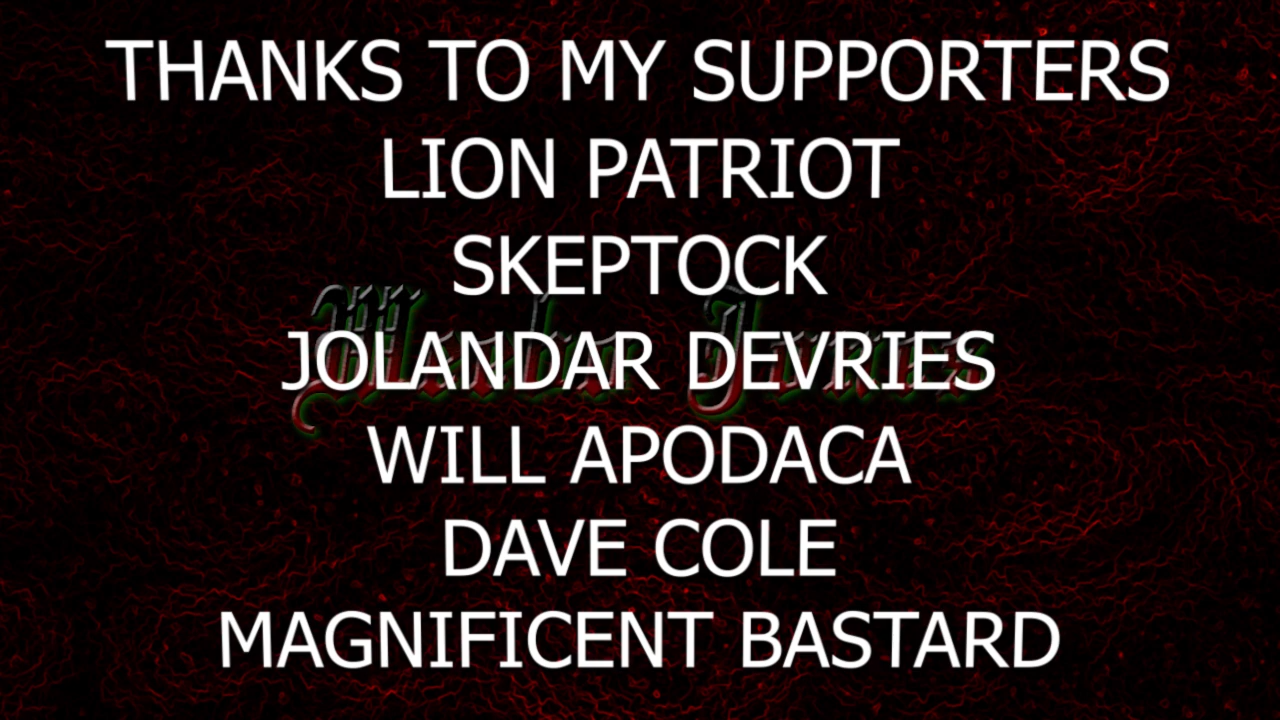 THANKS TO MY SUPPORTERS
LION PATRIOT
SKEPTOCK
JOLANDAR DEVRIES
WILL APODACA
DAVE COLE
MAGNIFICENT BASTARD